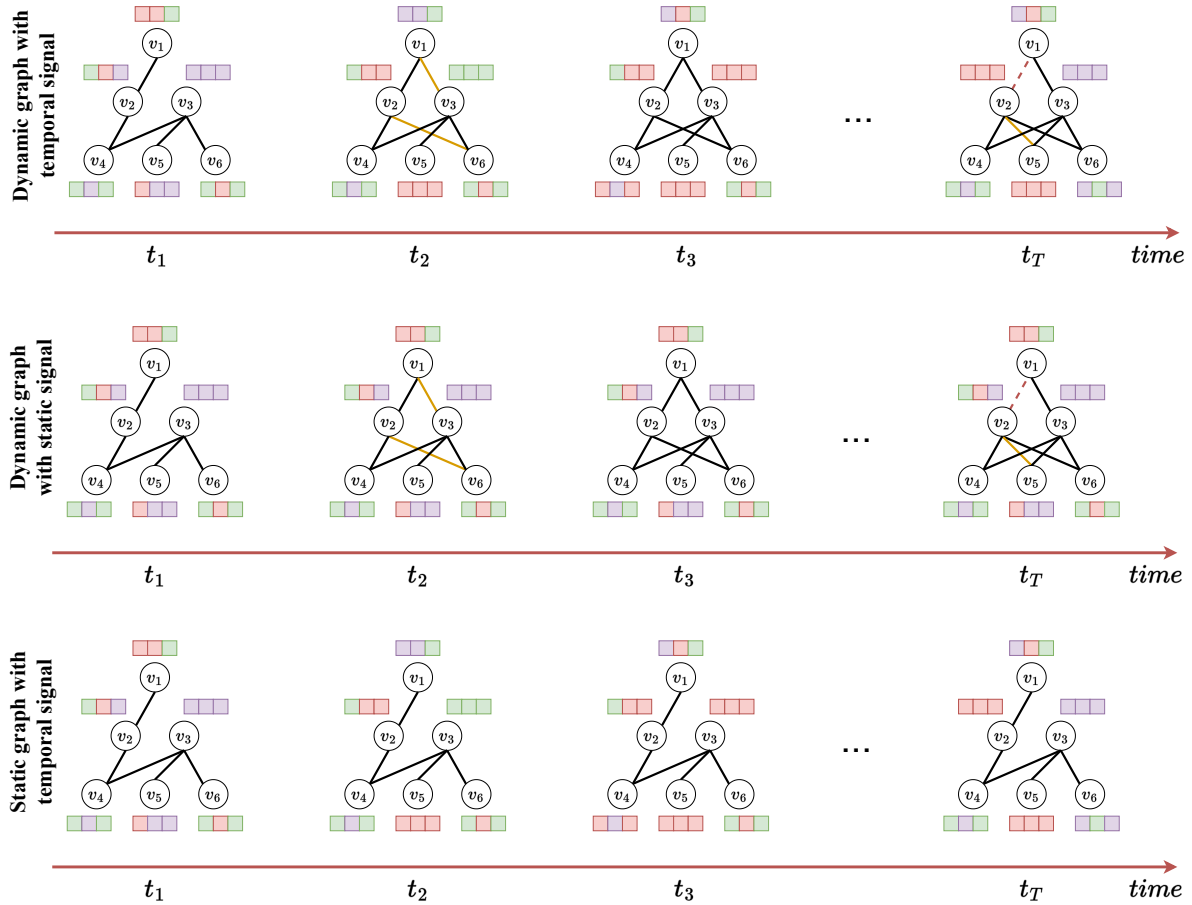 Dynamic graph with
temporal signal
v1 v1 v1 v1
v2 v3 v2 v3 v2 v3 ... v2 v3
v4 v5 v6 v4 v5 v6 v4 v5 v6 v4 v5 v6
t1 t2 t3 tT time
Dynamic graph
with static signal
v1 v1 v1 v1
v2 v3 v2 v3 v2 v3 ... v2 v3
v4 v5 v6 v4 v5 v6 v4 v5 v6 v4 v5 v6
t1 t2 t3 tT time
Static graph with
temporal signal
v1 v1 v1 v1
v2 v3 v2 v3 v2 v3 ... v2 v3
v4 v5 v6 v4 v5 v6 v4 v5 v6 v4 v5 v6
t1 t2 t3 tT time